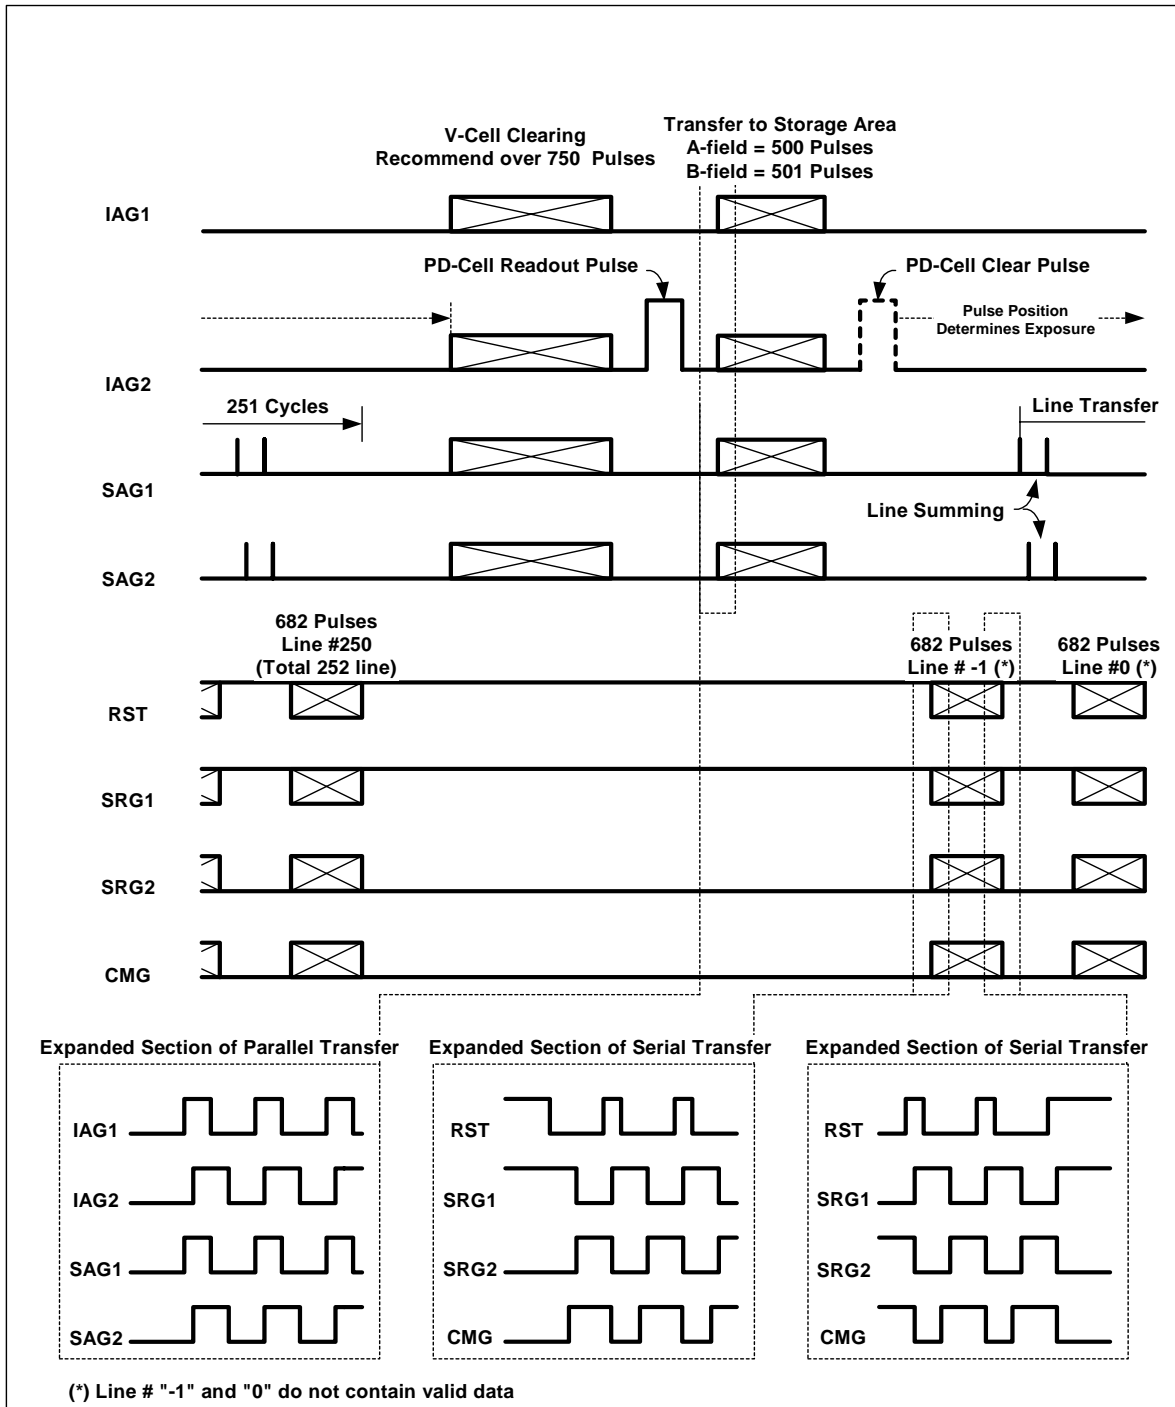 V-Cell Clearing
Recommend over 750 Pulses
Transfer to Storage Area
A-field = 500 Pulses
B-field = 501 Pulses
IAG1
PD-Cell Readout Pulse
PD-Cell Clear Pulse
Pulse Position
Determines Exposure
IAG2
251 Cycles
Line Transfer
SAG1
Line Summing
SAG2
682 Pulses
Line #250
(Total 252 line)
682 Pulses
Line # -1 (*)
682 Pulses
Line #0 (*)
RST
SRG1
SRG2
CMG
Expanded Section of Parallel Transfer
IAG1
IAG2
SAG1
SAG2
Expanded Section of Serial Transfer
RST
SRG1
SRG2
CMG
Expanded Section of Serial Transfer
RST
SRG1
SRG2
CMG
(*) Line # "-1" and "0" do not contain valid data